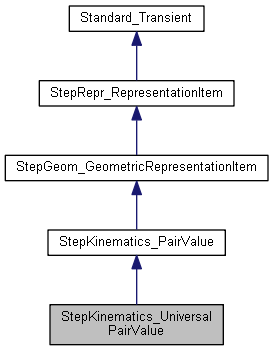 Standard_Transient
StepRepr_RepresentationItem
StepGeom_GeometricRepresentationItem
StepKinematics_PairValue
StepKinematics_Universal
PairValue